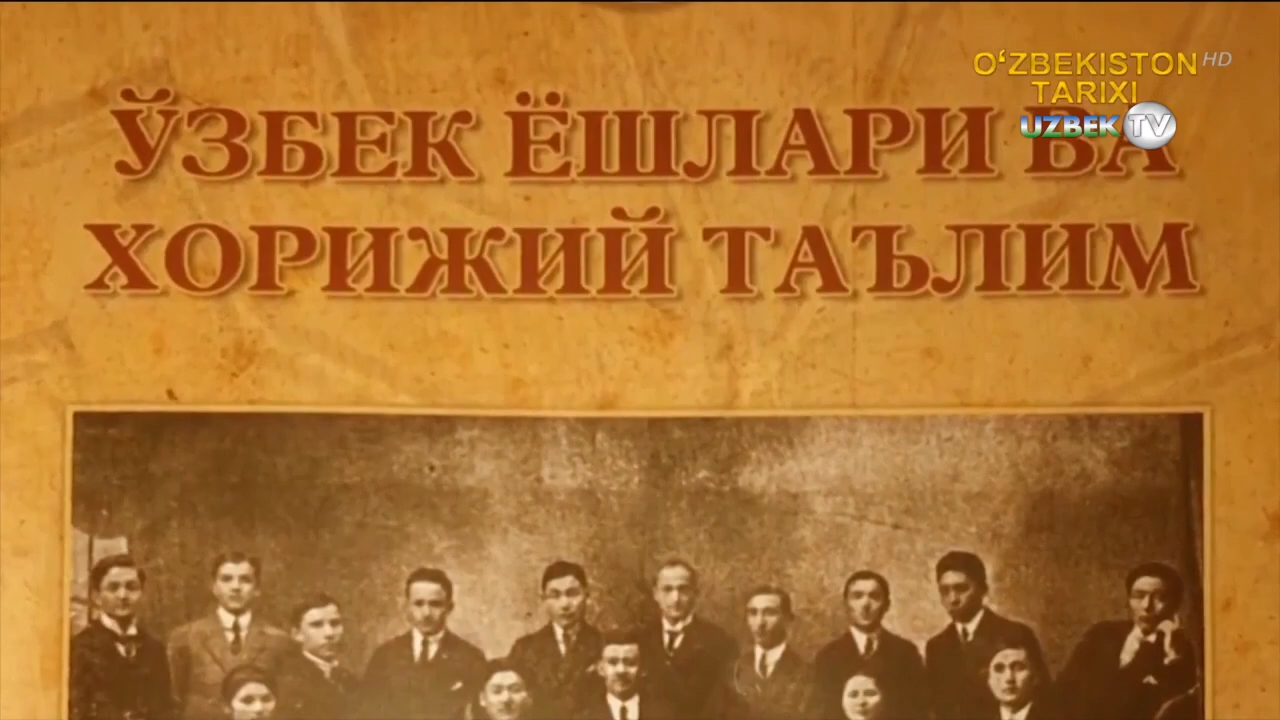 O‘ZBEKISTON HD
TARIXI
UZBEK TV
ЎЗБЕК ЁШЛАРИ ВА
ХОРИЖИЙ ТАЪЛИМ